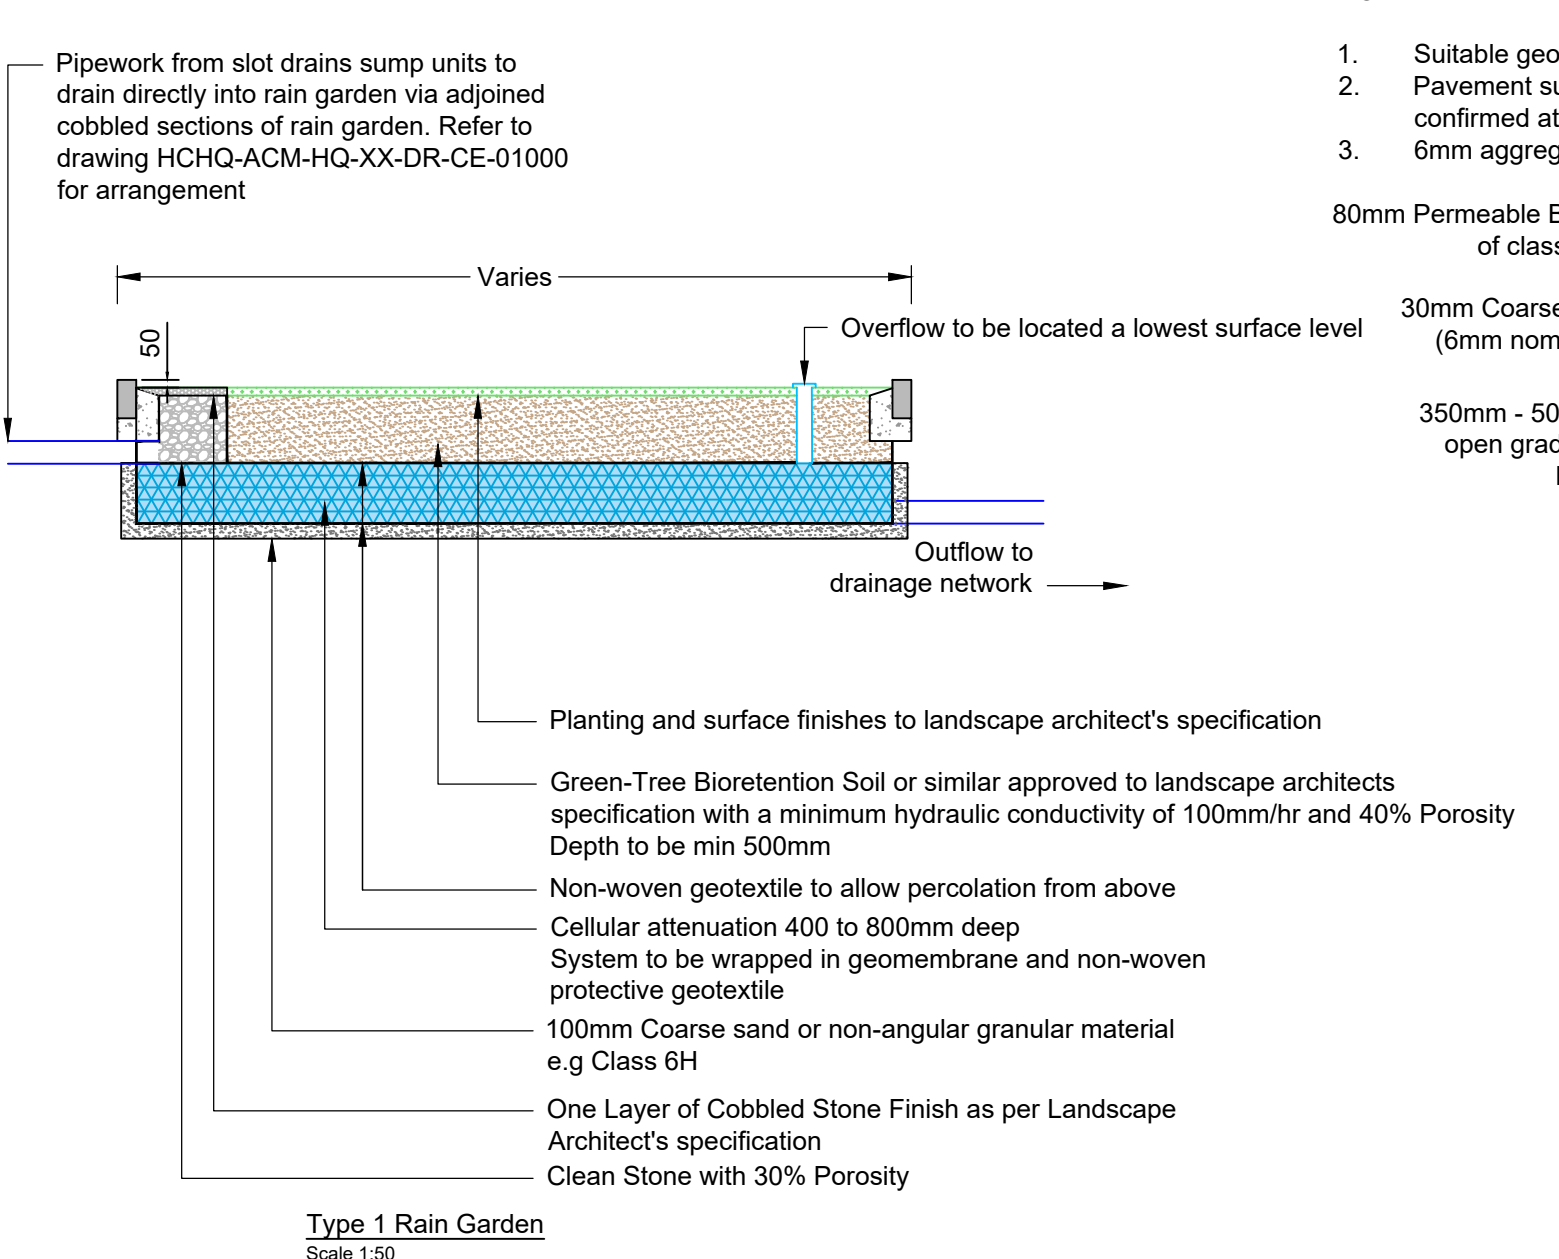 Pipework from slot drains sump units to
drain directly into rain garden via adjoined
cobbled sections of rain garden. Refer to
drawing HCHQ-ACM-HQ-XX-DR-CE-01000
for arrangement
Varies
50
Overflow to be located a lowest surface level
Outflow to
drainage network
Planting and surface finishes to landscape architect's specification
Green-Tree Bioretention Soil or similar approved to landscape architects
specification with a minimum hydraulic conductivity of 100mm/hr and 40% Porosity
Depth to be min 500mm
Non-woven geotextile to allow percolation from above
Cellular attenuation 400 to 800mm deep
System to be wrapped in geomembrane and non-woven
protective geotextile
100mm Coarse sand or non-angular granular material
e.g Class 6H
One Layer of Cobbled Stone Finish as per Landscape
Architect's specification
Clean Stone with 30% Porosity
Type 1 Rain Garden
Scale 1:50
1. Suitable geo
2. Pavement su
confirmed at
3. 6mm aggreg
80mm Permeable
of class
30mm Coarse
(6mm nom
350mm - 50
open grad